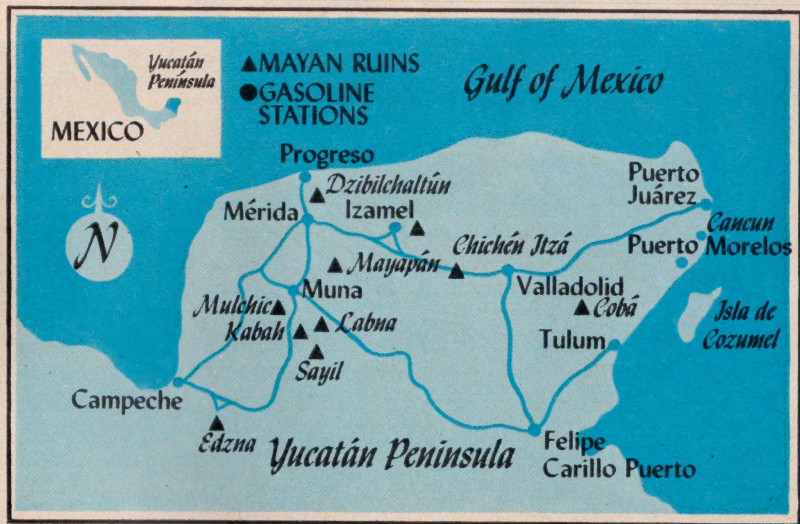 Yucatán
Península
MEXICO
▲MAYAN RUINS
●GASOLINE
STATIONS
Gulf of Mexico
N
Progreso
Dzibilchaltún
Mérida
Izamel
Puerto
Juárez
Cancun
Puerto Morelos
Chichén Itzá
Mayapán
Muna
Valladolid
Cobá
Isla de
Cozumel
Mulchic
Kabah
Labna
Sayil
Tulum
Campeche
Edzna
Yucatán Península
Felipe
Carillo Puerto